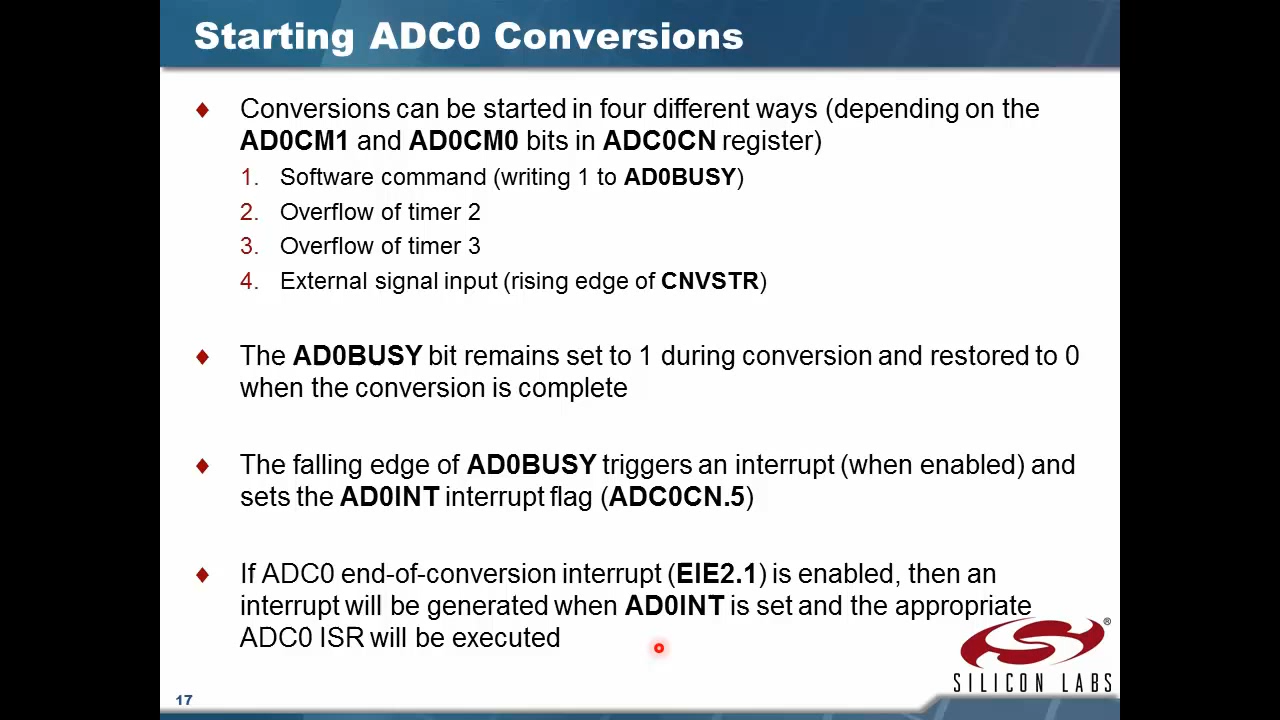 Starting ADC0 Conversions
♦ Conversions can be started in four different ways (depending on the
AD0CM1 and AD0CM0 bits in ADC0CN register)
1. Software command (writing 1 to AD0BUSY)
2. Overflow of timer 2
3. Overflow of timer 3
4. External signal input (rising edge of CNVSTR)
♦ The AD0BUSY bit remains set to 1 during conversion and restored to 0
when the conversion is complete
♦ The falling edge of AD0BUSY triggers an interrupt (when enabled) and
sets the AD0INT interrupt flag (ADC0CN.5)
♦ If ADC0 end-of-conversion interrupt (EIE2.1) is enabled, then an
interrupt will be generated when AD0INT is set and the appropriate
ADC0 ISR will be executed
®
SILICON LABS
17